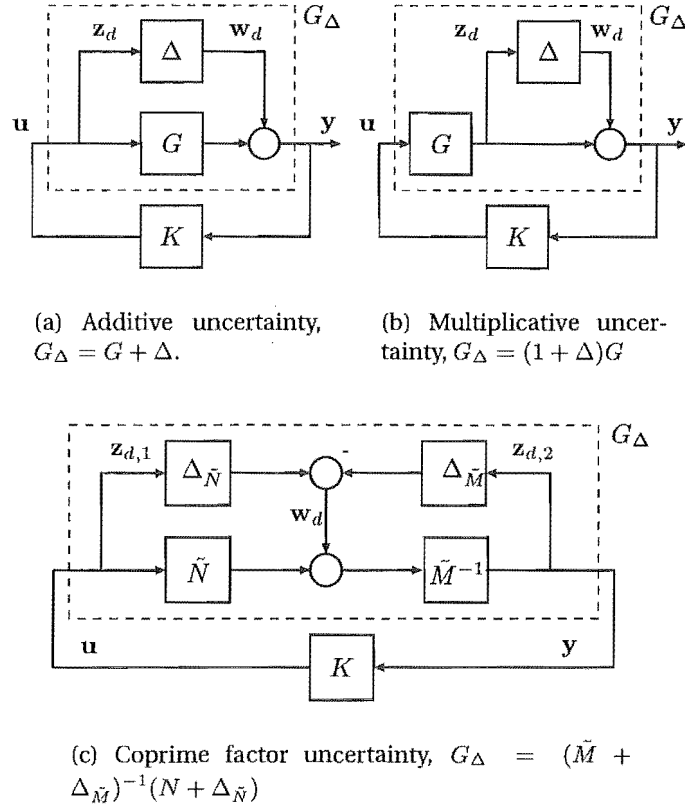 G_Δ G_Δ
z_d w_d z_d w_d
Δ Δ
u y u y
G G
K K
(a) Additive uncertainty,
G_Δ = G + Δ.
(b) Multiplicative uncer-
tainty, G_Δ = (1 + Δ)G
G_Δ
z_{d,1} z_{d,2}
Δ_Ñ - Δ_M̃
w_d
Ñ M̃^{-1}
u y
K
(c) Coprime factor uncertainty, G_Δ = (M̃ +
Δ_M̃)^{-1}(N + Δ_Ñ)